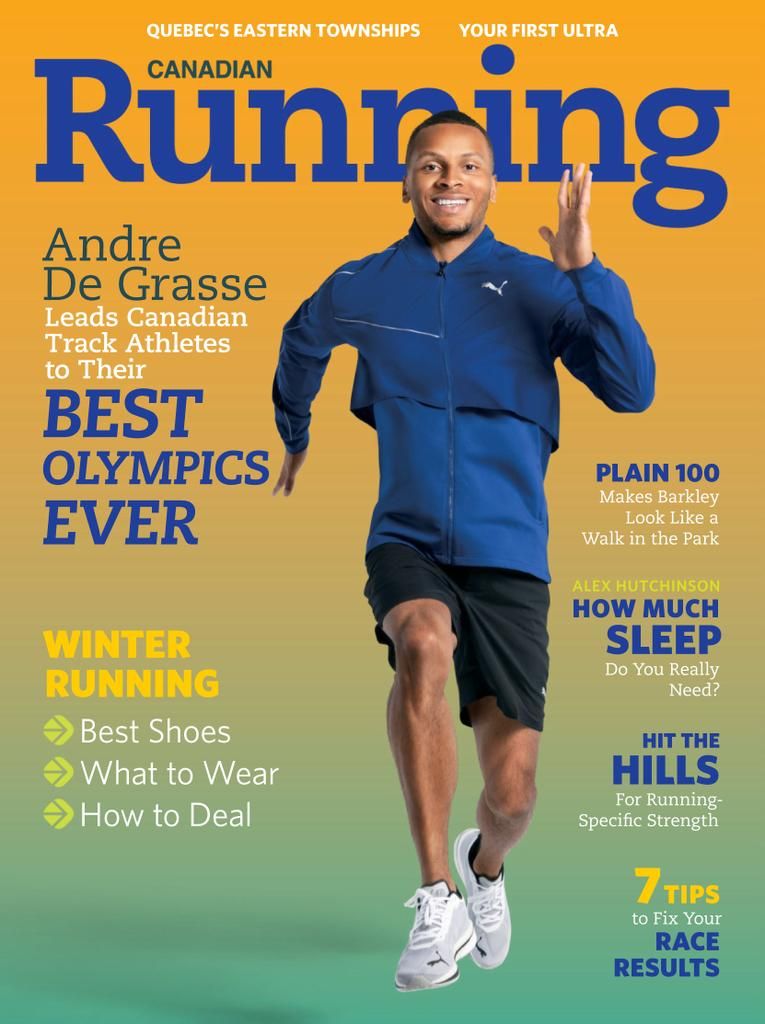 QUEBEC'S EASTERN TOWNSHIPS YOUR FIRST ULTRA
CANADIAN
Running
Andre
De Grasse
Leads Canadian
Track Athletes
to Their
BEST
OLYMPICS
EVER
WINTER
RUNNING
Best Shoes
What to Wear
How to Deal
PLAIN 100
Makes Barkley
Look Like a
Walk in the Park
ALEX HUTCHINSON
HOW MUCH
SLEEP
Do You Really
Need?
HIT THE
HILLS
For Running-
Specific Strength
7 TIPS
to Fix Your
RACE
RESULTS